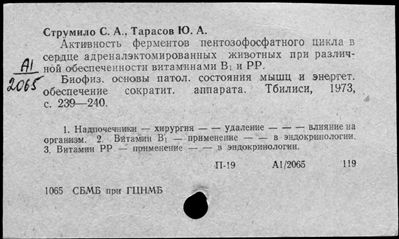 Струмило С. А., Тарасов Ю. А.
Активность ферментов пентозофосфатного цикла в
сердце адреналэктомированных животных при различ-
ной обеспеченности витаминами B₁ и PP.
A1
2065
Биофиз. основы патол. состояния мышц и энергет.
обеспечение сократит. аппарата. Тбилиси, 1973,
с. 239—240.
1. Надпочечники — хирургия — — удаление — — — влияние на
организм. 2. Витамин B₁ — применение — — в эндокринологии.
3. Витамин PP — применение — — в эндокринологии.
П-19 A1/2065 119
1065 СБМБ при ГЦНМБ